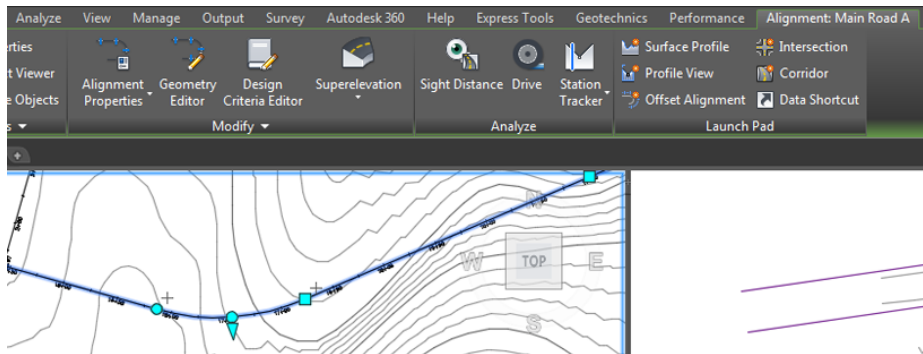 Analyze View Manage Output Survey Autodesk 360 Help Express Tools Geotechnics Performance Alignment: Main Road A
erties Surface Profile Intersection
ct Viewer Alignment Geometry Design Superelevation Sight Distance Drive Station Profile View Corridor
e Objects Properties Editor Criteria Editor Tracker Offset Alignment Data Shortcut
s Modify Analyze Launch Pad
N
W TOP E
S